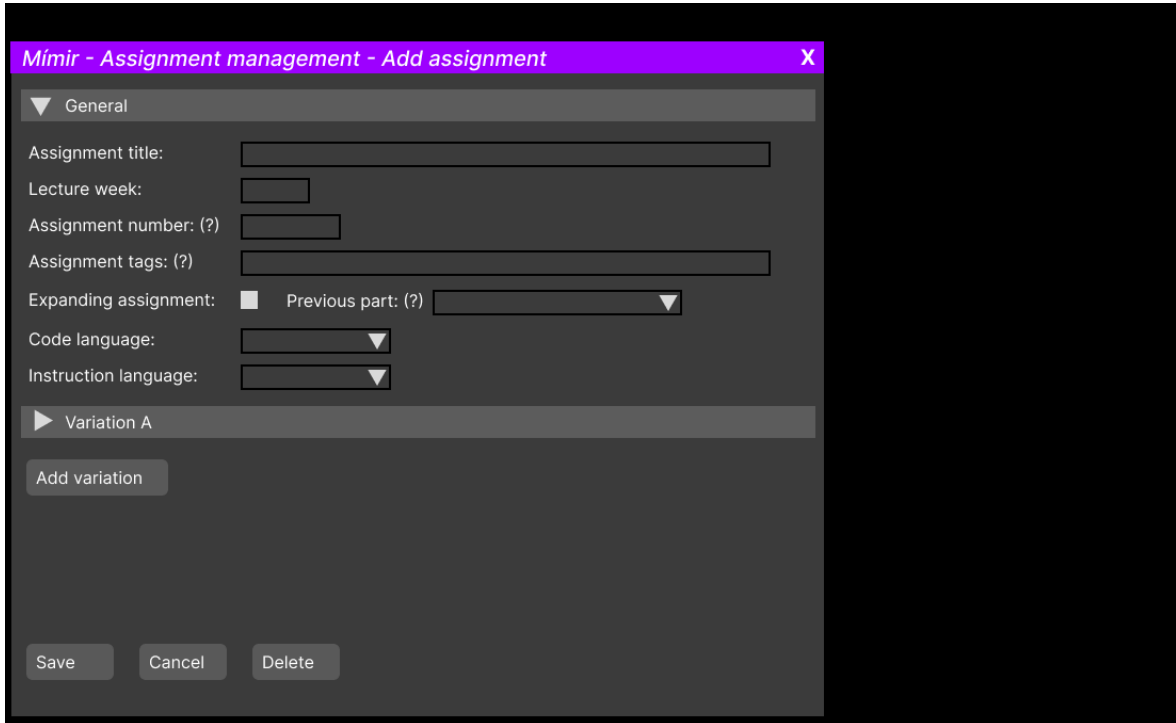 Mímir - Assignment management - Add assignment X
General
Assignment title:
Lecture week:
Assignment number: (?)
Assignment tags: (?)
Expanding assignment: Previous part: (?)
Code language:
Instruction language:
Variation A
Add variation
Save Cancel Delete